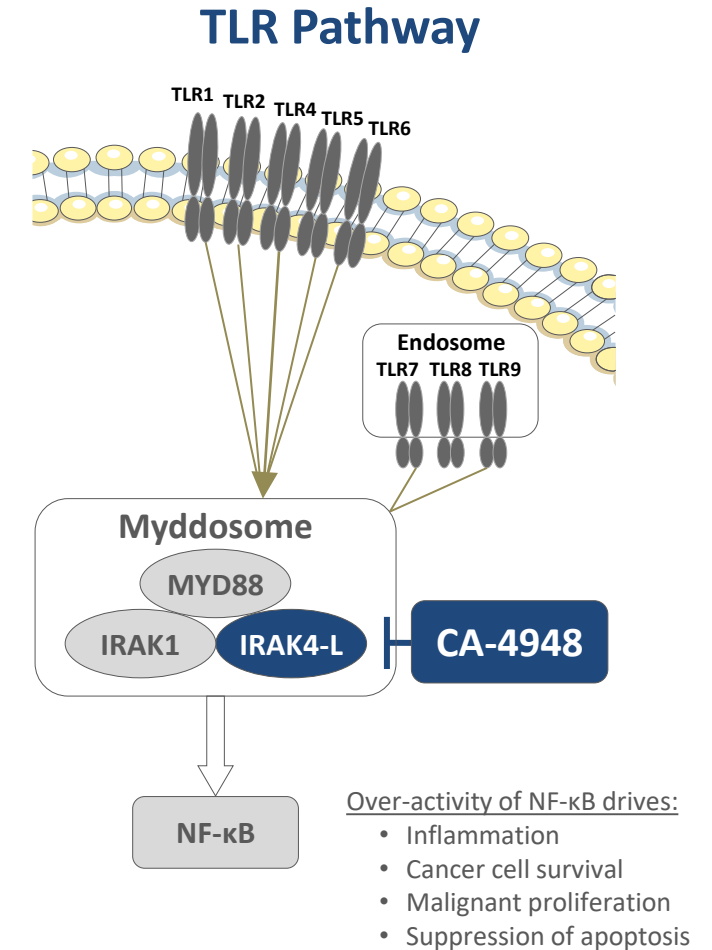 TLR Pathway
TLR1 TLR2 TLR4 TLR5 TLR6
Endosome
TLR7 TLR8 TLR9
Myddosome
MYD88
IRAK1 IRAK4-L
CA-4948
NF-κB
Over-activity of NF-κB drives:
• Inflammation
• Cancer cell survival
• Malignant proliferation
• Suppression of apoptosis